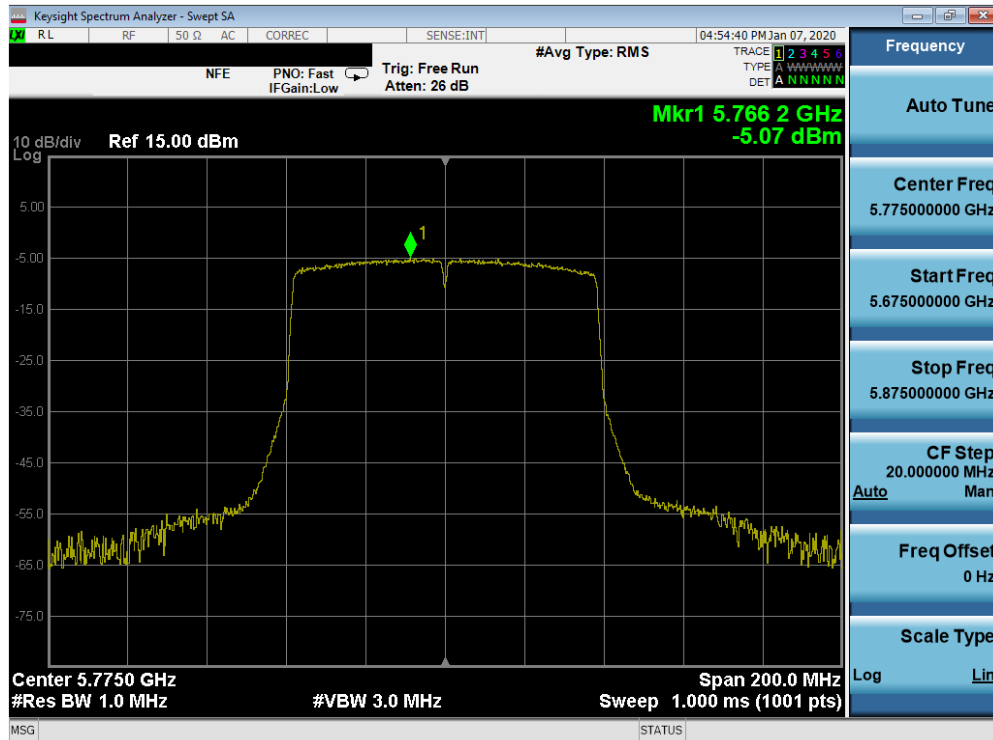 Keysight Spectrum Analyzer - Swept SA
LXI RL RF 50 Ω AC CORREC SENSE:INT 04:54:40 PM Jan 07, 2020
#Avg Type: RMS TRACE 1 2 3 4 5 6
NFE PNO: Fast Trig: Free Run TYPE A WWWWW
IFGain:Low Atten: 26 dB DET A N N N N N
Mkr1 5.766 2 GHz
-5.07 dBm
10 dB/div Ref 15.00 dBm
Log
1
5.00
-5.00
-15.0
-25.0
-35.0
-45.0
-55.0
-65.0
-75.0
Center 5.7750 GHz Span 200.0 MHz
#Res BW 1.0 MHz #VBW 3.0 MHz Sweep 1.000 ms (1001 pts)
MSG STATUS
Frequency
Auto Tune
Center Freq
5.775000000 GHz
Start Freq
5.675000000 GHz
Stop Freq
5.875000000 GHz
CF Step
20.000000 MHz
Auto Man
Freq Offset
0 Hz
Scale Type
Log Lin